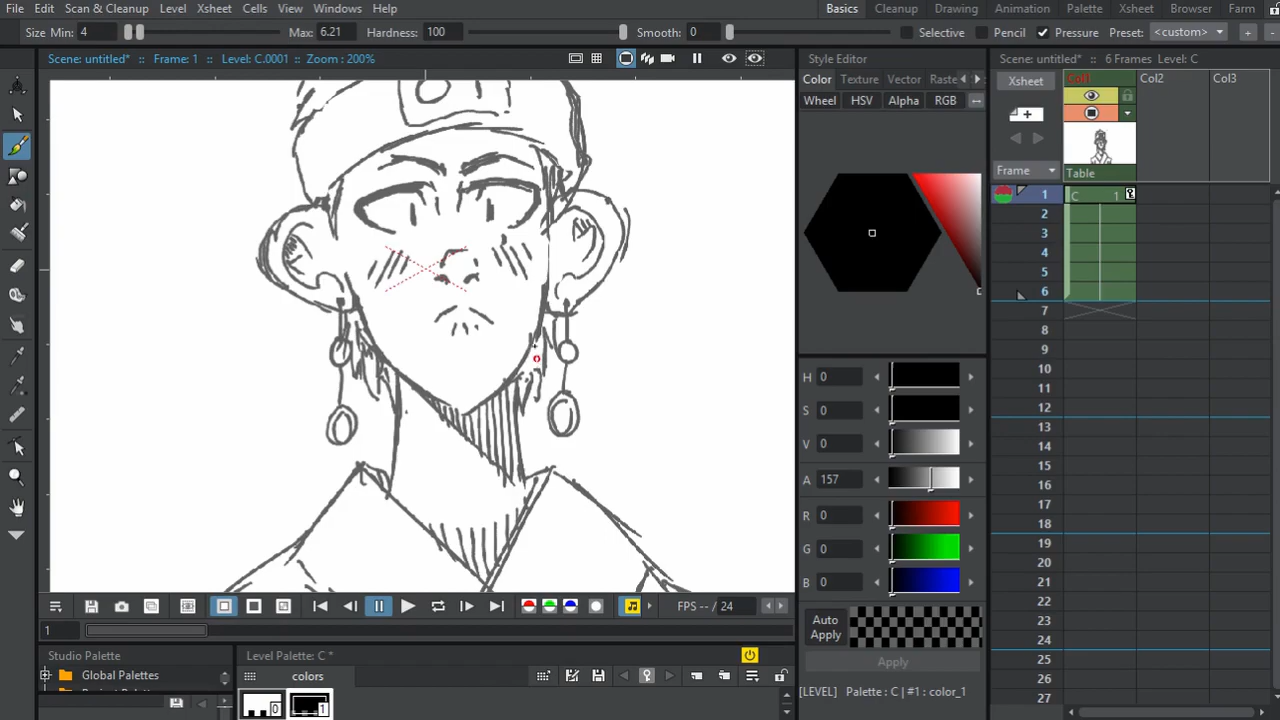 File Edit Scan & Cleanup Level Xsheet Cells View Windows Help
Basics Cleanup Drawing Animation Palette Xsheet Browser Farm
Size Min: 4 Max: 6.21 Hardness: 100 Smooth: 0 Selective Pencil Pressure Preset: <custom> +
Scene: untitled* :: Frame: 1 :: Level: C.0001 :: Zoom : 200%
Style Editor
Scene: untitled* :: 6 Frames Level: C
Color Texture Vector Raste
Wheel HSV Alpha RGB
Xsheet
Col1 Col2 Col3
Frame
Table
1 C 1
2
3
4
5
6
7
8
9
10
11
12
13
14
15
16
17
18
19
20
21
22
23
24
25
26
27
H 0
S 0
V 0
A 157
R 0
G 0
B 0
Auto
Apply
Apply
[LEVEL] Palette : C | #1 : color_1
FPS -- / 24
1
Studio Palette
Global Palettes
Level Palette: C *
colors
0 1